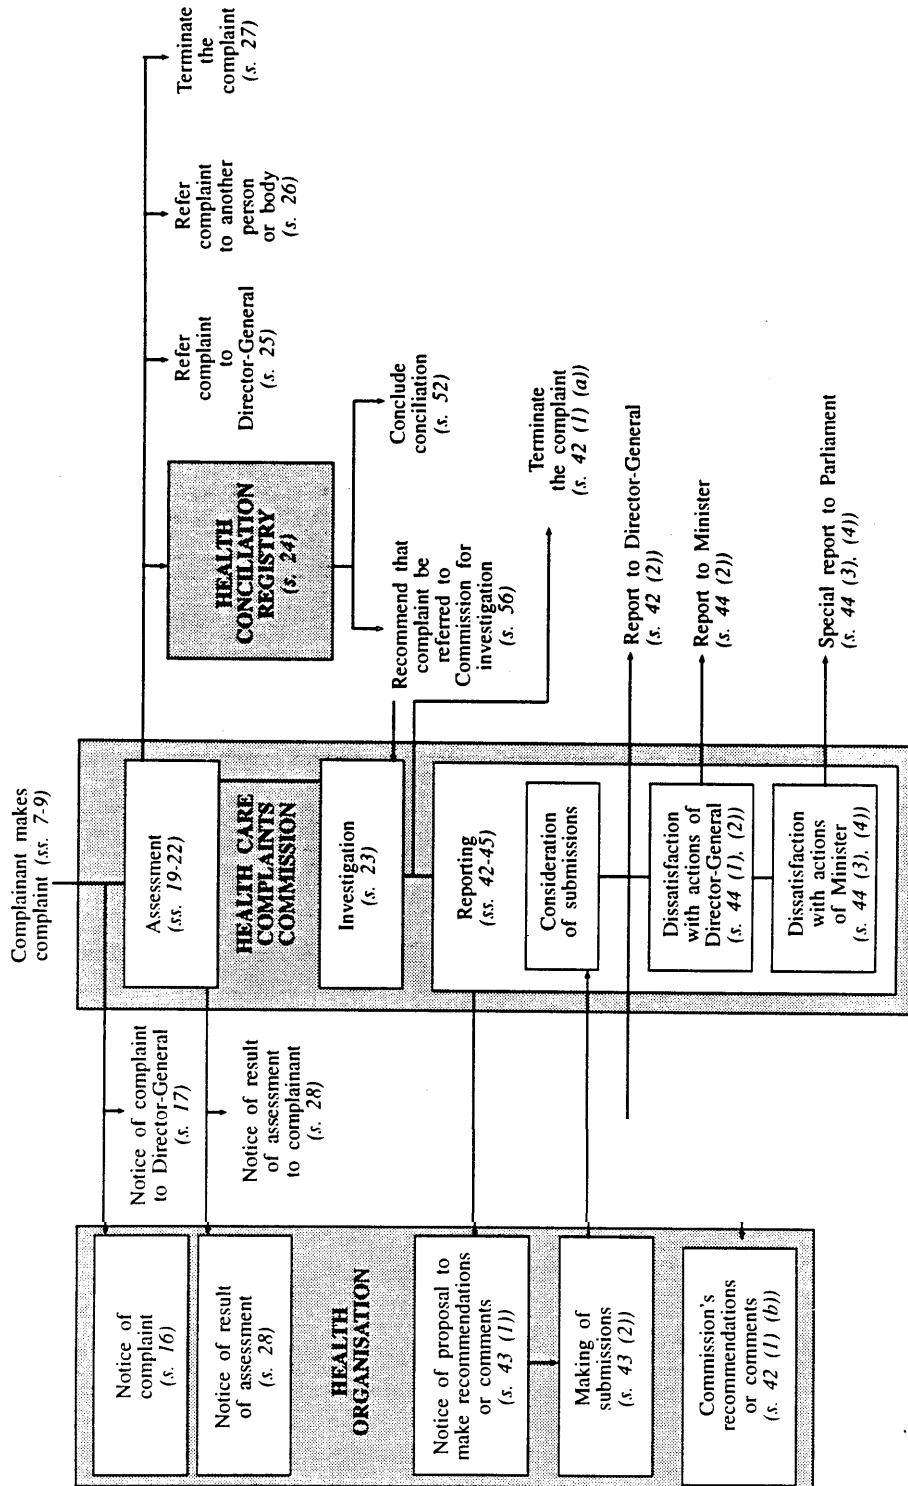 Complainant makes
complaint (ss. 7-9)
Notice of
complaint
(s. 16)
Notice of result
of assessment
(s. 28)
HEALTH
ORGANISATION
Notice of proposal to
make recommendations
or comments
(s. 43 (1))
Making of
submissions
(s. 43 (2))
Commission's
recommendations
or comments
(s. 42 (1) (b))
Notice of complaint
to Director-General
(s. 17)
Notice of result
of assessment
to complainant
(s. 28)
Assessment
(ss. 19-22)
HEALTH CARE
COMPLAINTS
COMMISSION
Investigation
(s. 23)
Reporting
(ss. 42-45)
Consideration
of submissions
Dissatisfaction
with actions of
Director-General
(s. 44 (1), (2))
Dissatisfaction
with actions
of Minister
(s. 44 (3), (4))
HEALTH
CONCILIATION
REGISTRY
(s. 24)
Refer
complaint
to
Director-General
(s. 25)
Refer
complaint
to another
person
or body
(s. 26)
Terminate
the
complaint
(s. 27)
Recommend that
complaint be
referred to
Commission for
investigation
(s. 56)
Conclude
conciliation
(s. 52)
Terminate
the complaint
(s. 42 (1) (a))
Report to Director-General
(s. 42 (2))
Report to Minister
(s. 44 (2))
Special report to Parliament
(s. 44 (3), (4))